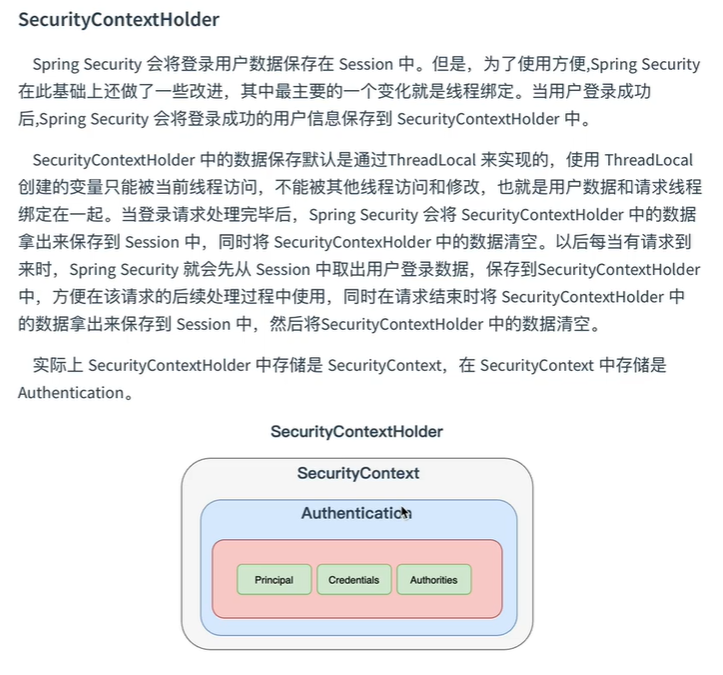 SecurityContextHolder
Spring Security 会将登录用户数据保存在 Session 中。但是，为了使用方便,Spring Security
在此基础上还做了一些改进，其中最主要的一个变化就是线程绑定。当用户登录成功
后,Spring Security 会将登录成功的用户信息保存到 SecurityContextHolder 中。
SecurityContextHolder 中的数据保存默认是通过ThreadLocal 来实现的，使用 ThreadLocal
创建的变量只能被当前线程访问，不能被其他线程访问和修改，也就是用户数据和请求线程
绑定在一起。当登录请求处理完毕后，Spring Security 会将 SecurityContextHolder 中的数据
拿出来保存到 Session 中，同时将 SecurityContexHolder 中的数据清空。以后每当有请求到
来时，Spring Security 就会先从 Session 中取出用户登录数据，保存到SecurityContextHolder
中，方便在该请求的后续处理过程中使用，同时在请求结束时将 SecurityContextHolder 中
的数据拿出来保存到 Session 中，然后将SecurityContextHolder 中的数据清空。
实际上 SecurityContextHolder 中存储是 SecurityContext，在 SecurityContext 中存储是
Authentication。
SecurityContextHolder
SecurityContext
Authentication
Principal Credentials Authorities